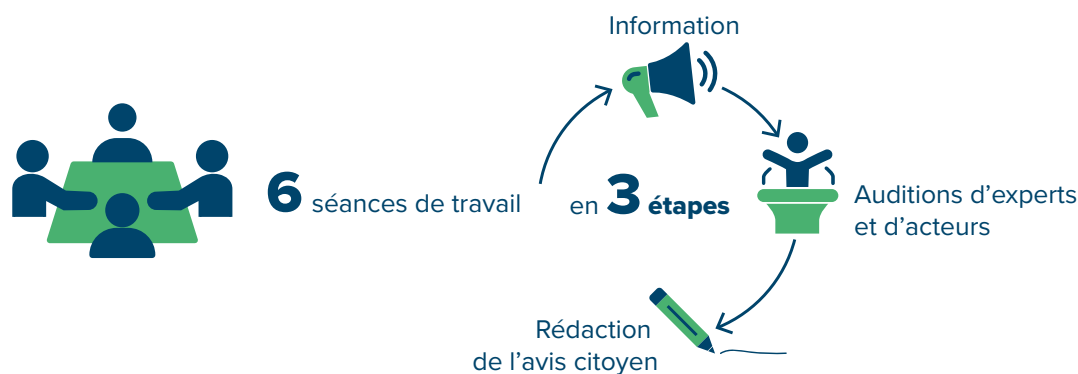 Information
6 séances de travail
en 3 étapes
Auditions d’experts
et d’acteurs
Rédaction
de l’avis citoyen